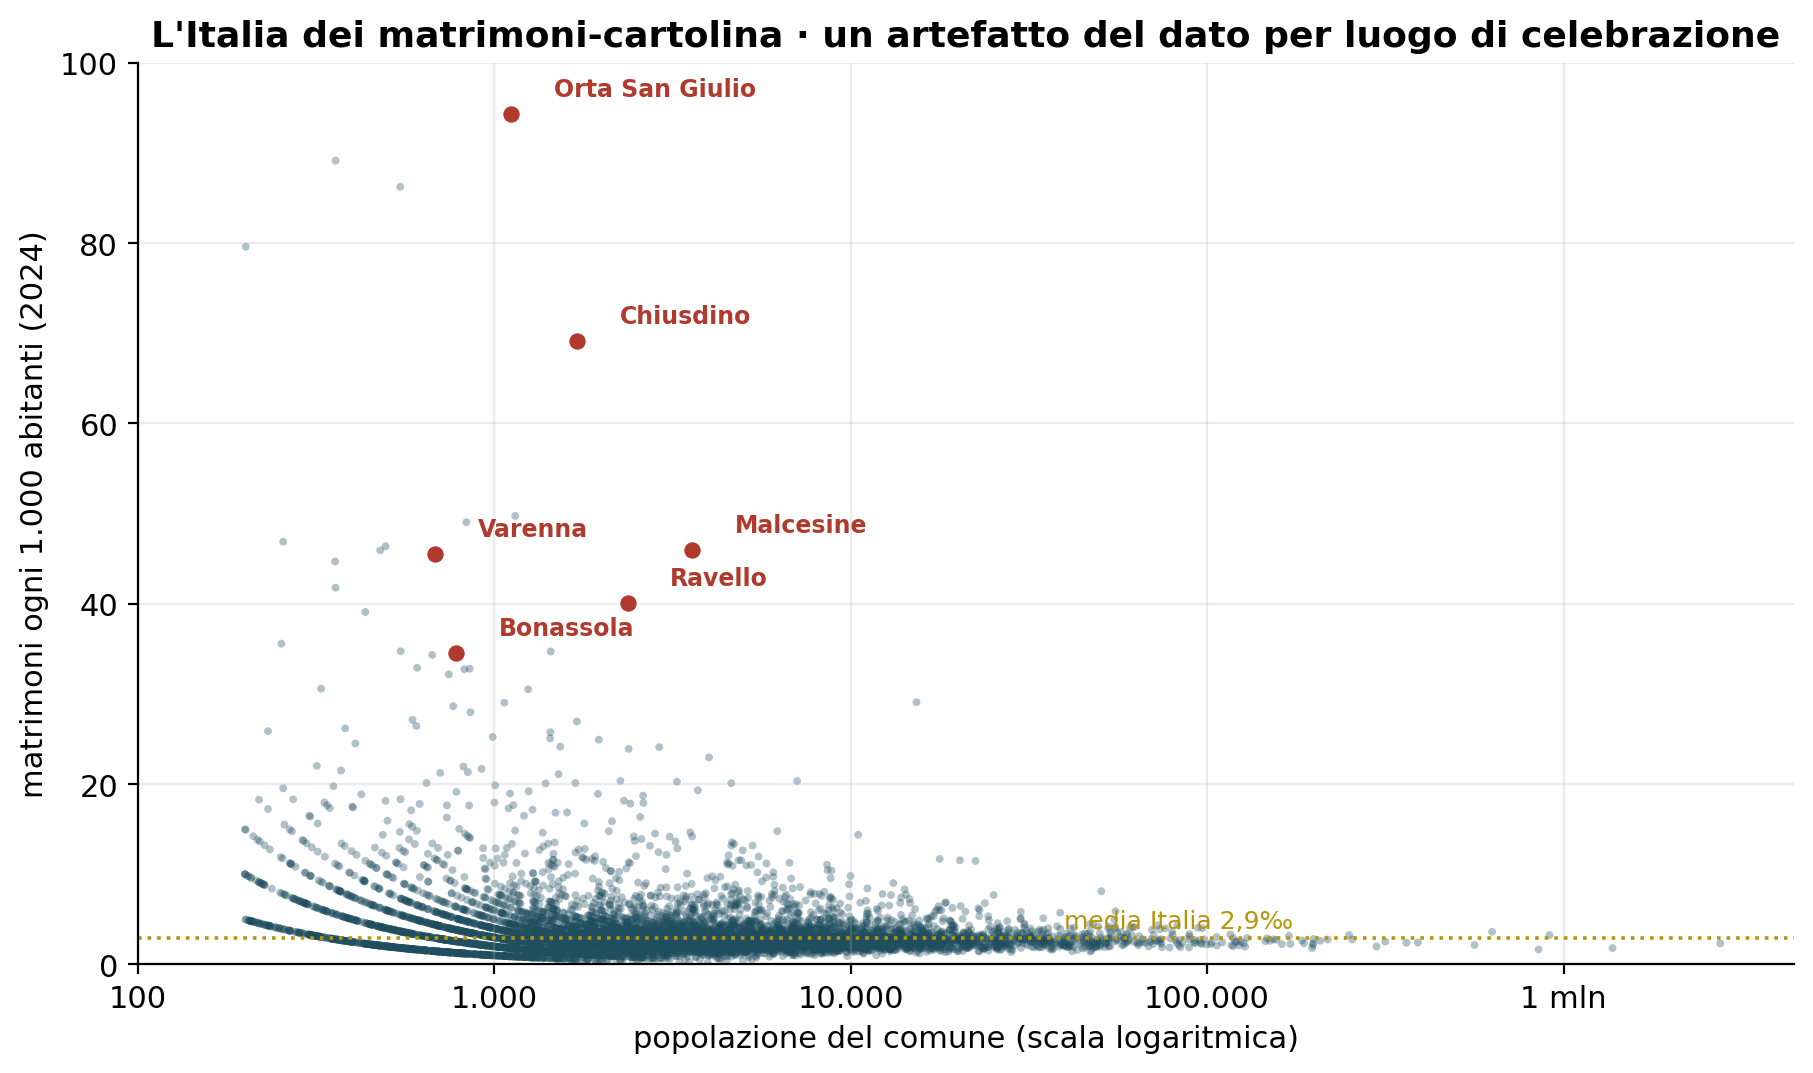 L'Italia dei matrimoni-cartolina · un artefatto del dato per luogo di celebrazione
matrimoni ogni 1.000 abitanti (2024)
100
80
60
40
20
0
Orta San Giulio
Chiusdino
Varenna
Malcesine
Ravello
Bonassola
media Italia 2,9‰
100
1.000
10.000
100.000
1 mln
popolazione del comune (scala logaritmica)